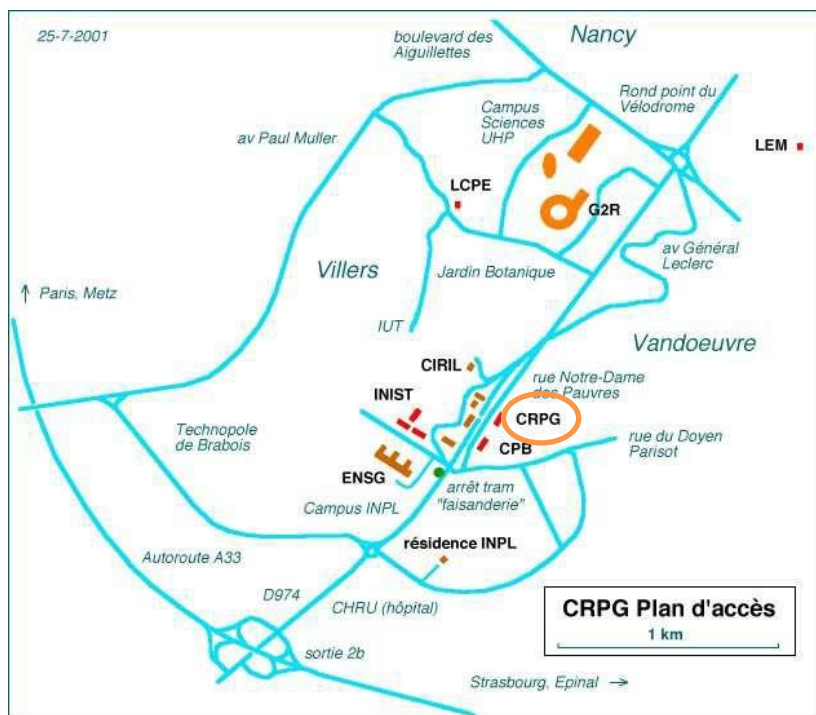 25-7-2001
boulevard des
Aiguillettes
Nancy
Rond point du
Vélodrome
Campus
Sciences
UHP
av Paul Muller
LEM
LCPE
G2R
av Général
Leclerc
Villers
Jardin Botanique
↑ Paris, Metz
IUT
Vandoeuvre
CIRIL
rue Notre-Dame
des Pauvres
INIST
CRPG
Technopole
de Brabois
rue du Doyen
Parisot
CPB
ENSG
arrêt tram
"faisanderie"
Campus INPL
résidence INPL
Autoroute A33
D974
CHRU (hôpital)
CRPG Plan d'accès
1 km
sortie 2b
Strasbourg, Epinal →